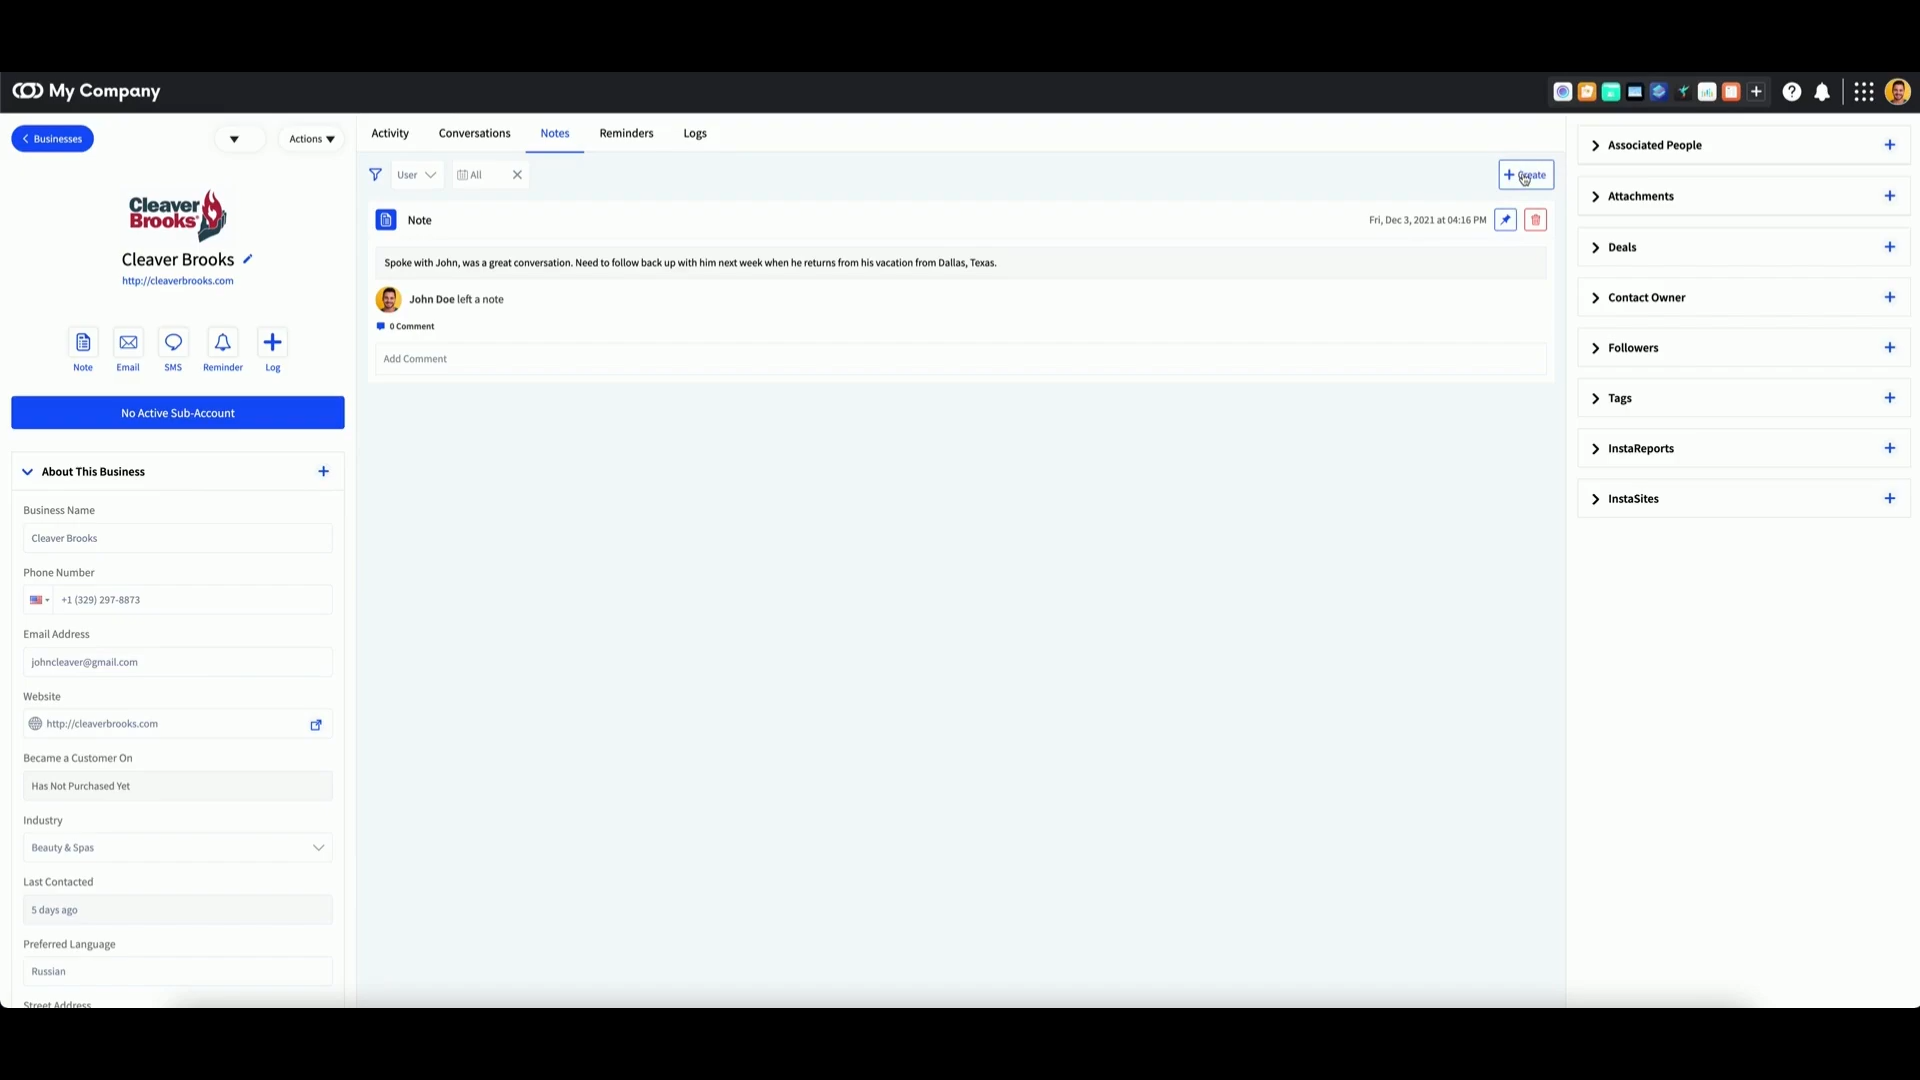 My Company
Businesses
Actions
Cleaver
Brooks
Cleaver Brooks
http://cleaverbrooks.com
Note
Email
SMS
Reminder
Log
No Active Sub-Account
About This Business
Business Name
Cleaver Brooks
Phone Number
+1 (329) 297-8873
Email Address
johncleaver@gmail.com
Website
http://cleaverbrooks.com
Became a Customer On
Has Not Purchased Yet
Industry
Beauty & Spas
Last Contacted
5 days ago
Preferred Language
Russian
Street Address
Activity
Conversations
Notes
Reminders
Logs
User
All
Create
Note
Fri, Dec 3, 2021 at 04:16 PM
Spoke with John, was a great conversation. Need to follow back up with him next week when he returns from his vacation from Dallas, Texas.
John Doe left a note
0 Comment
Add Comment
Associated People
Attachments
Deals
Contact Owner
Followers
Tags
InstaReports
InstaSites